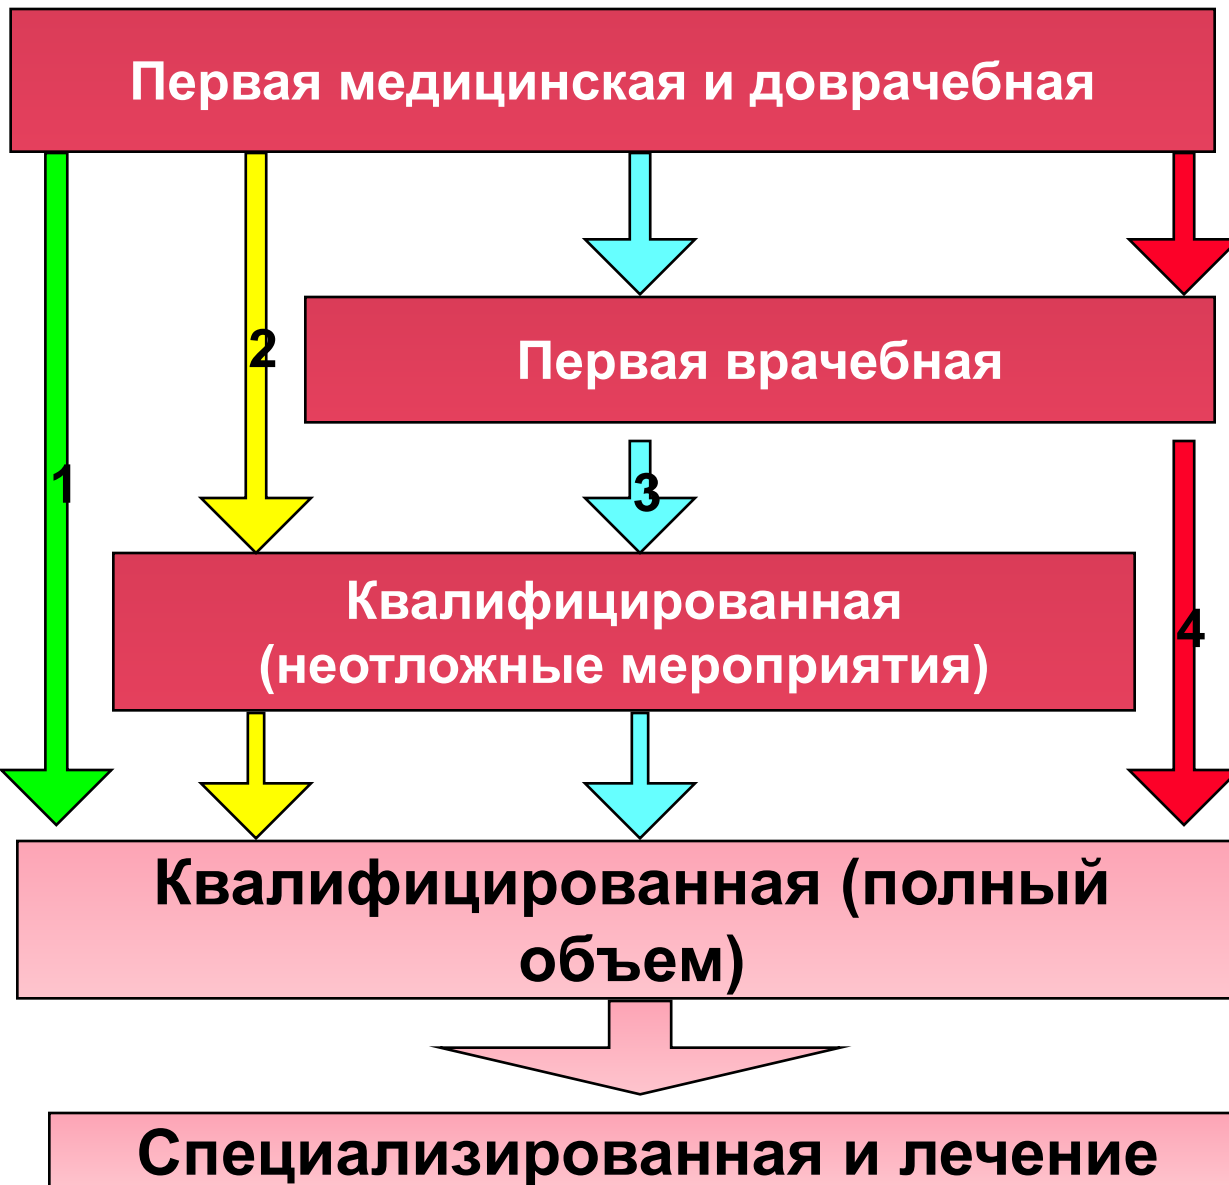 Первая медицинская и доврачебная
2
Первая врачебная
1
3
Квалифицированная
(неотложные мероприятия)
4
Квалифицированная (полный
объем)
Специализированная и лечение